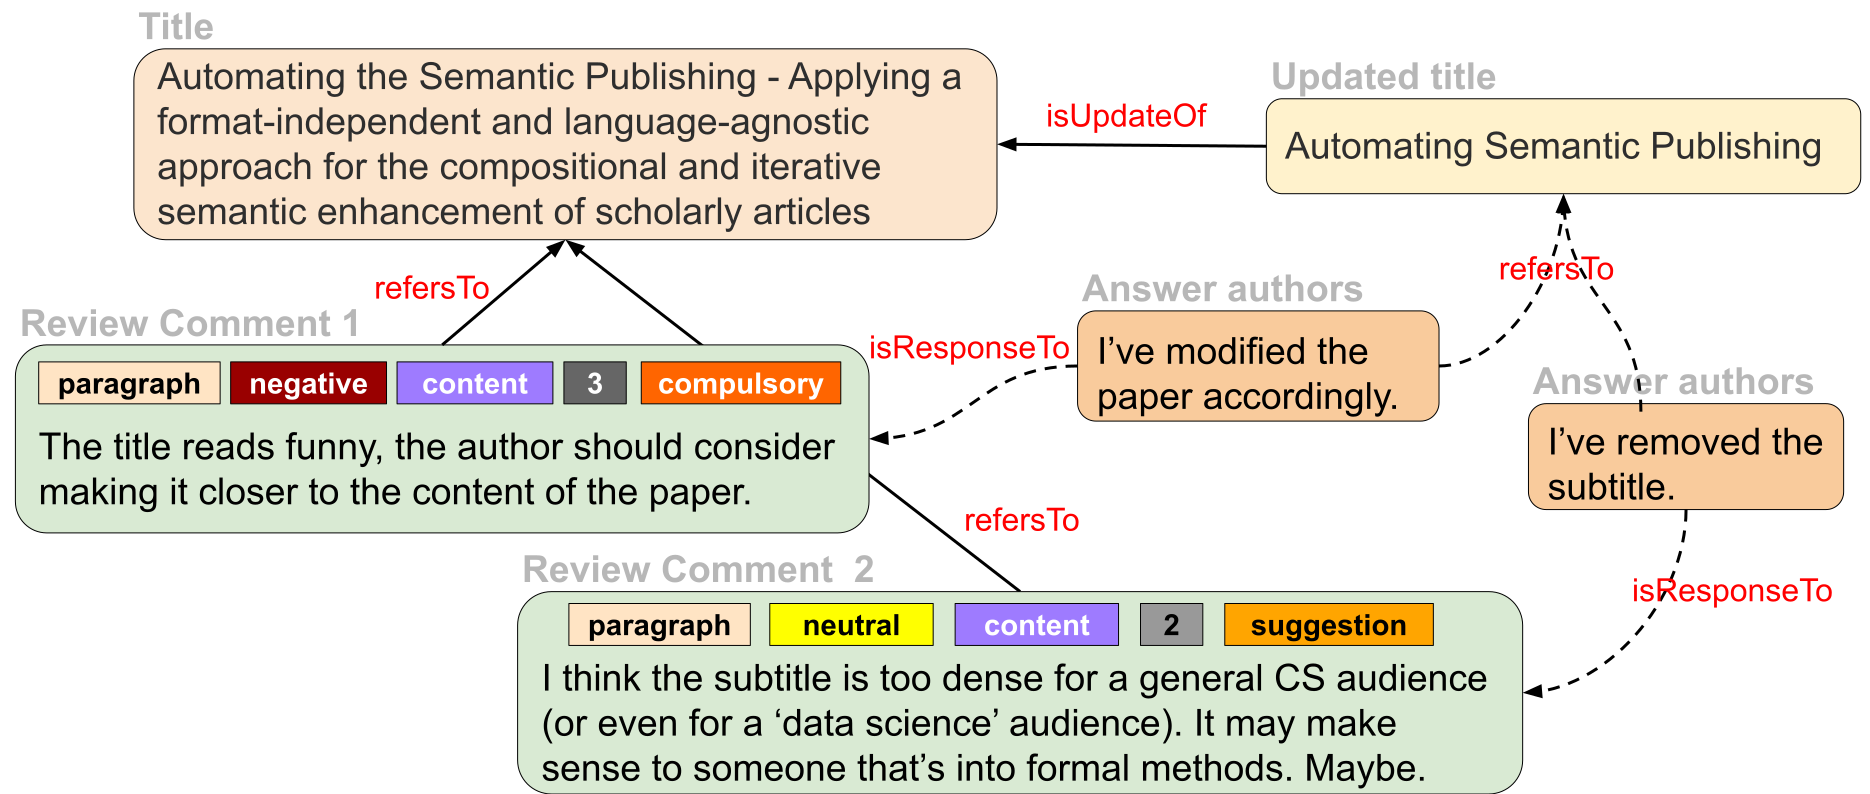 Title
Automating the Semantic Publishing - Applying a
format-independent and language-agnostic
approach for the compositional and iterative
semantic enhancement of scholarly articles
Updated title
isUpdateOf
Automating Semantic Publishing
refersTo
refersTo
Answer authors
I’ve modified the
paper accordingly.
isResponseTo
Answer authors
I’ve removed the
subtitle.
Review Comment 1
paragraph negative content 3 compulsory
The title reads funny, the author should consider
making it closer to the content of the paper.
refersTo
isResponseTo
Review Comment 2
paragraph neutral content 2 suggestion
I think the subtitle is too dense for a general CS audience
(or even for a ‘data science’ audience). It may make
sense to someone that’s into formal methods. Maybe.